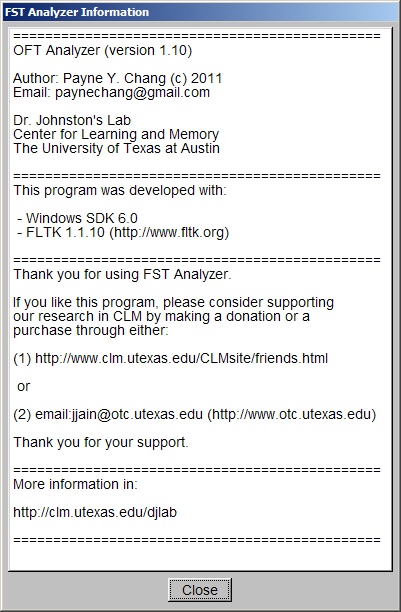 FST Analyzer Information
==============================================
OFT Analyzer (version 1.10)
Author: Payne Y. Chang (c) 2011
Email: paynechang@gmail.com
Dr. Johnston's Lab
Center for Learning and Memory
The University of Texas at Austin
==============================================
This program was developed with:
- Windows SDK 6.0
- FLTK 1.1.10 (http://www.fltk.org)
==============================================
Thank you for using FST Analyzer.
If you like this program, please consider supporting
our research in CLM by making a donation or a
purchase through either:
(1) http://www.clm.utexas.edu/CLMsite/friends.html
or
(2) email:jjain@otc.utexas.edu (http://www.otc.utexas.edu)
Thank you for your support.
==============================================
More information in:
http://clm.utexas.edu/djlab
==============================================
Close